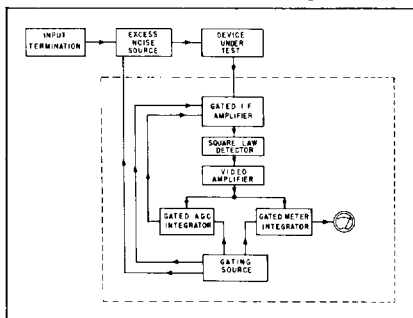 INPUT
TERMINATION
EXCESS
NOISE
SOURCE
DEVICE
UNDER
TEST
GATED I.F.
AMPLIFIER
SQUARE LAW
DETECTOR
VIDEO
AMPLIFIER
GATED AGC
INTEGRATOR
GATED METER
INTEGRATOR
GATING
SOURCE